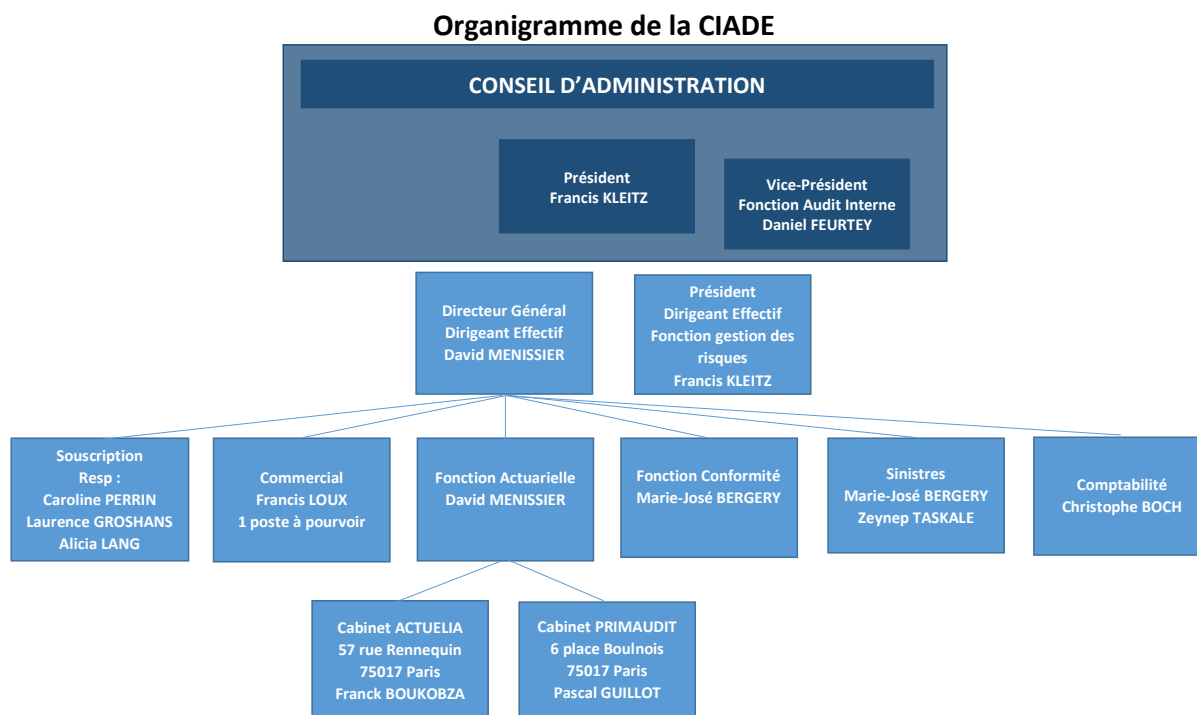 Organigramme de la CIADE
CONSEIL D’ADMINISTRATION
Président
Francis KLEITZ
Vice-Président
Fonction Audit Interne
Daniel FEURTEY
Directeur Général
Dirigeant Effectif
David MENISSIER
Président
Dirigeant Effectif
Fonction gestion des
risques
Francis KLEITZ
Souscription
Resp :
Caroline PERRIN
Laurence GROSHANS
Alicia LANG
Commercial
Francis LOUX
1 poste à pourvoir
Fonction Actuarielle
David MENISSIER
Fonction Conformité
Marie-José BERGERY
Sinistres
Marie-José BERGERY
Zeynep TASKALE
Comptabilité
Christophe BOCH
Cabinet ACTUELIA
57 rue Rennequin
75017 Paris
Franck BOUKOBZA
Cabinet PRIMAUDIT
6 place Boulnois
75017 Paris
Pascal GUILLOT